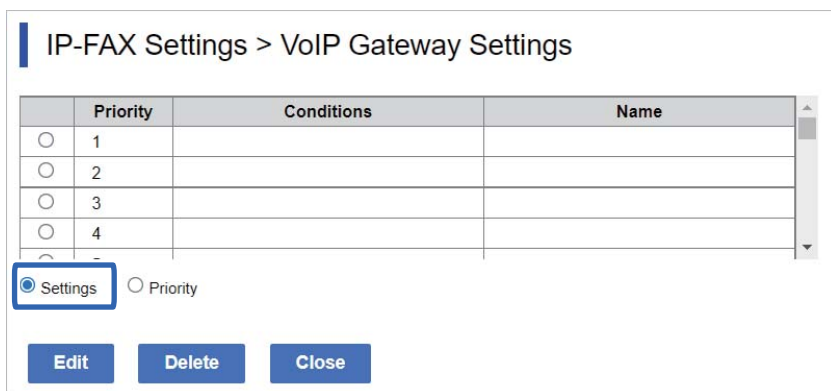 IP-FAX Settings > VoIP Gateway Settings
Priority Conditions Name
1
2
3
4
Settings Priority
Edit Delete Close